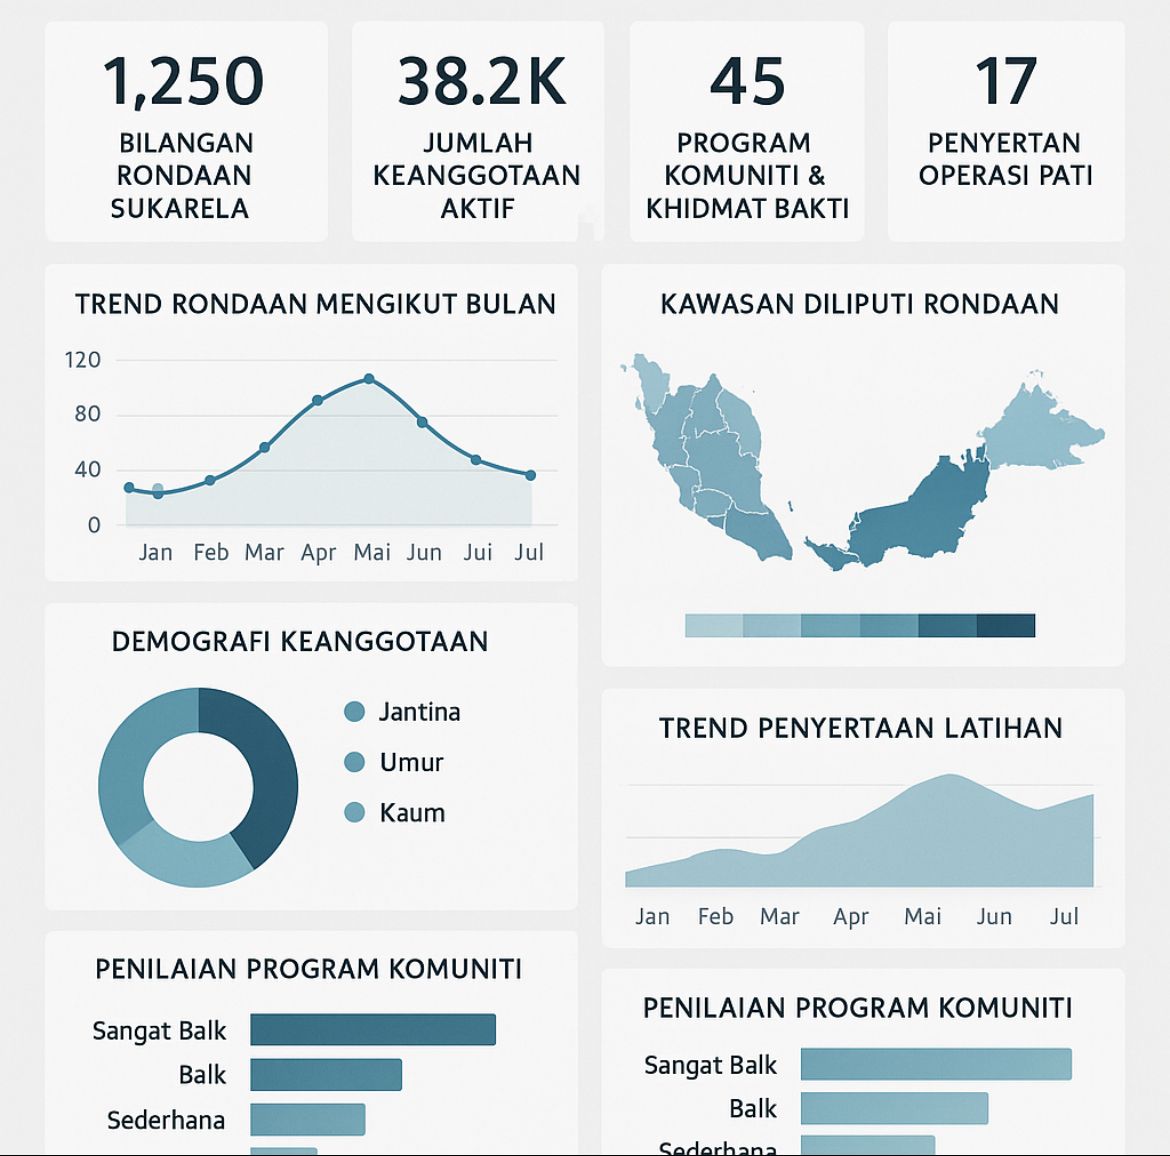 1,250
BILANGAN
RONDAAN
SUKARELA
38.2K
JUMLAH
KEANGGOTAAN
AKTIF
45
PROGRAM
KOMUNITI &
KHIDMAT BAKTI
17
PENYERTAN
OPERASI PATI
TREND RONDAAN MENGIKUT BULAN
120
80
40
0
Jan Feb Mar Apr Mai Jun Jui Jul
KAWASAN DILIPUTI RONDAAN
DEMOGRAFI KEANGGOTAAN
Jantina
Umur
Kaum
TREND PENYERTAAN LATIHAN
Jan Feb Mar Apr Mai Jun Jul
PENILAIAN PROGRAM KOMUNITI
Sangat Balk
Balk
Sederhana
PENILAIAN PROGRAM KOMUNITI
Sangat Balk
Balk
Sederhana